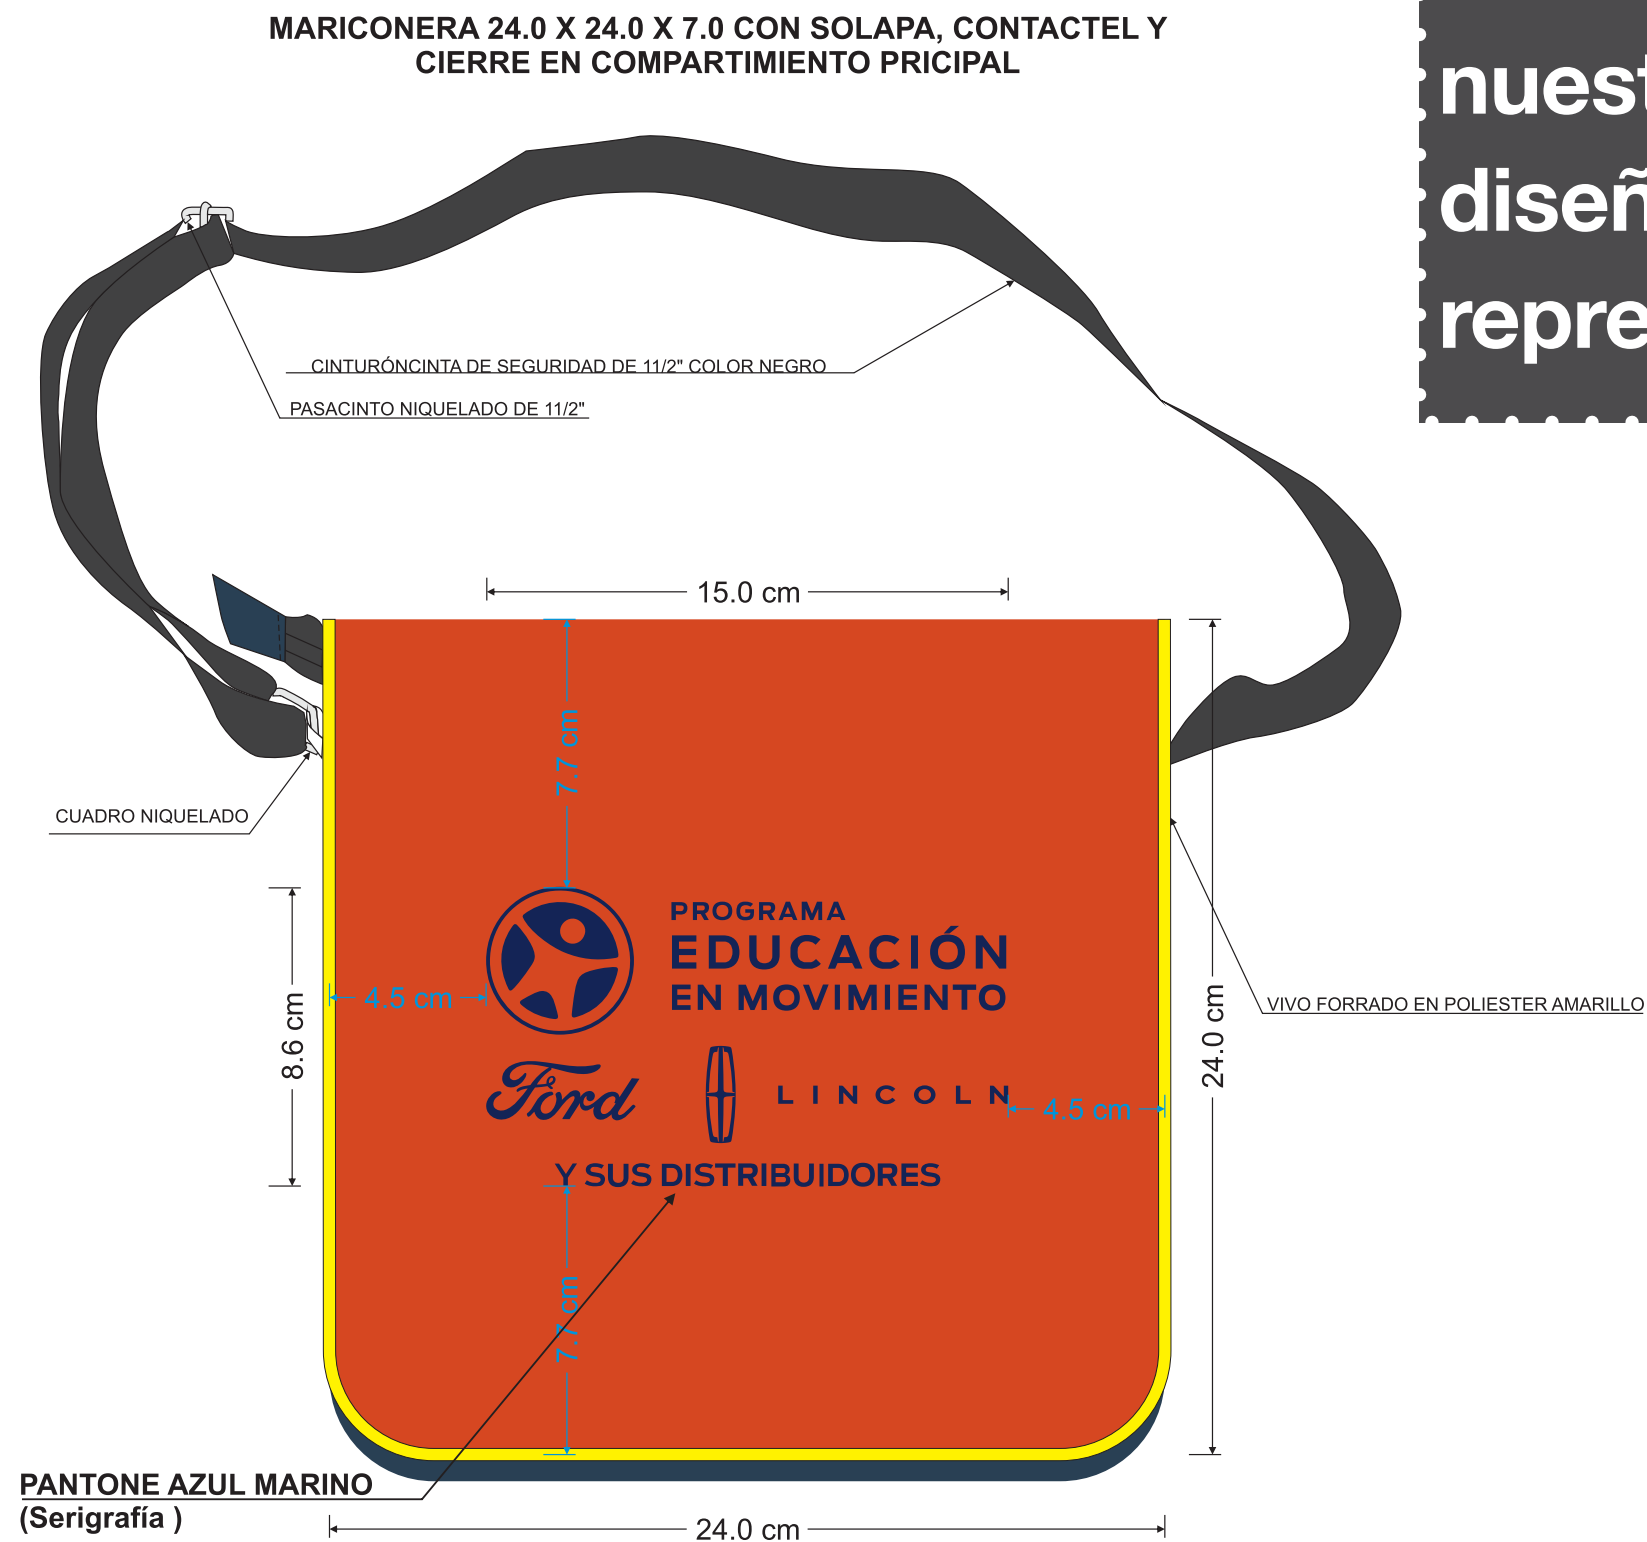 MARICONERA 24.0 X 24.0 X 7.0 CON SOLAPA, CONTACTEL Y
CIERRE EN COMPARTIMIENTO PRICIPAL
nuest
diseñ
repre
CINTURÓNCINTA DE SEGURIDAD DE 11/2" COLOR NEGRO
PASACINTO NIQUELADO DE 11/2"
15.0 cm
7.7 cm
CUADRO NIQUELADO
PROGRAMA
EDUCACIÓN
EN MOVIMIENTO
4.5 cm
8.6 cm
24.0 cm
VIVO FORRADO EN POLIESTER AMARILLO
Ford
LINCOLN
4.5 cm
Y SUS DISTRIBUIDORES
7.7 cm
PANTONE AZUL MARINO
(Serigrafía )
24.0 cm